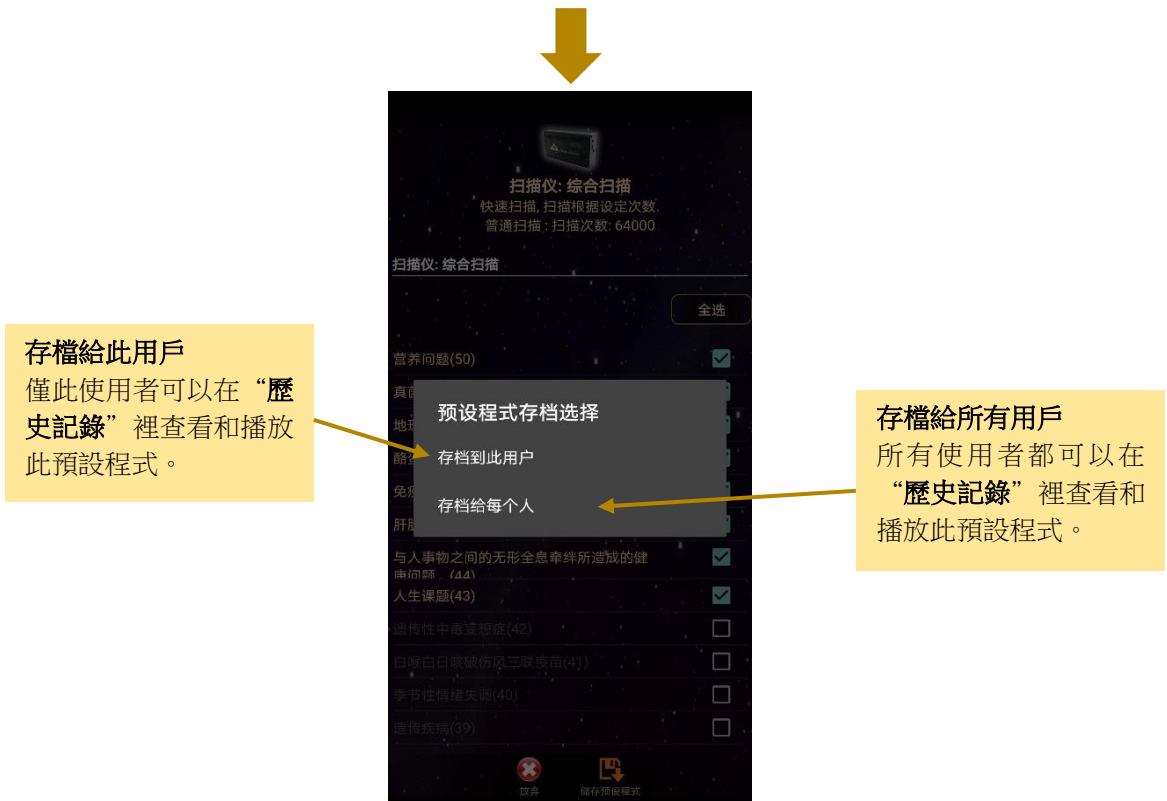 扫描仪: 综合扫描
快速扫描, 扫描根据设定次数.
普通扫描 : 扫描次数: 64000
扫描仪: 综合扫描
全选
存檔給此用戶
僅此使用者可以在“歷
史記錄”裡查看和播放
此預設程式。
营养问题(50)
真菌
预设程式存档选择
存档到此用户
存档给每个人
存檔給所有用戶
所有使用者都可以在
“歷史記錄”裡查看和
播放此預設程式。
地
酪
免疫
肝
与人事物之间的无形全息牵绊所造成的健
康问题。(44)
人生课题(43)
遗传性中毒妄想症(42)
白喉白日咳破伤风三联疫苗(41)
季节性情绪失调(40)
遗传疾病(39)
放弃
储存预设程式